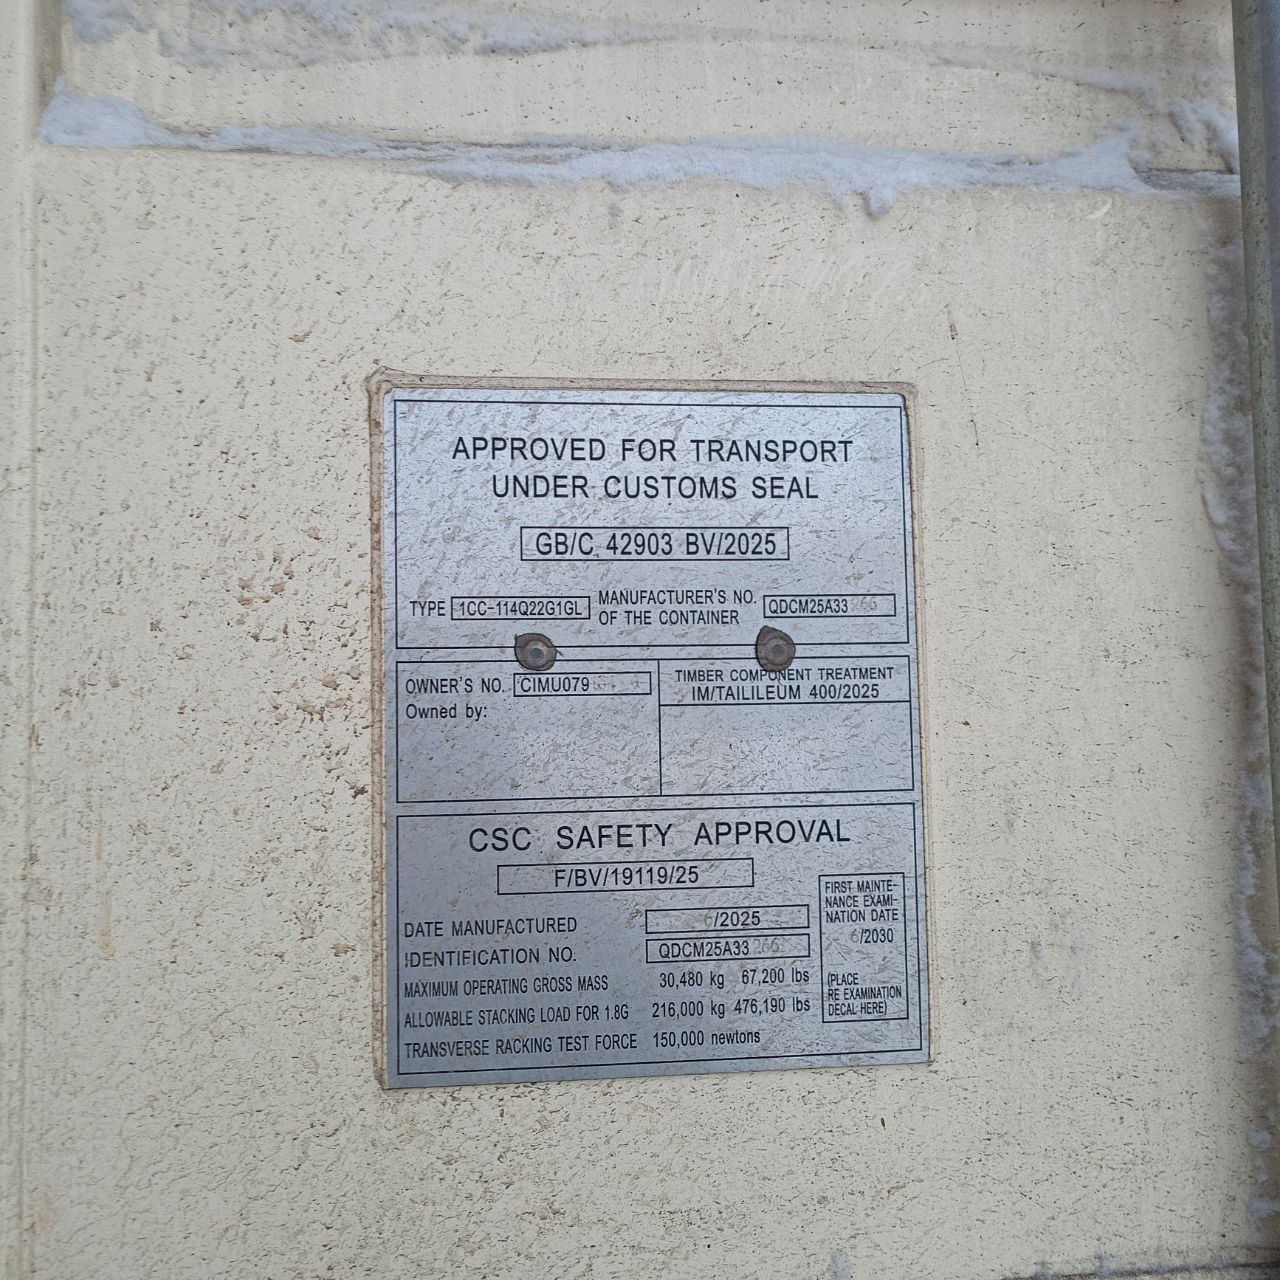 APPROVED FOR TRANSPORT
UNDER CUSTOMS SEAL
GB/C 42903 BV/2025
TYPE 1CC-114Q22G1GL
MANUFACTURER'S NO.
OF THE CONTAINER
QDCM25A33266
OWNER'S NO. CIMU079
Owned by:
TIMBER COMPONENT TREATMENT
IM/TAILILEUM 400/2025
CSC SAFETY APPROVAL
F/BV/19119/25
DATE MANUFACTURED 6/2025
IDENTIFICATION NO. QDCM25A33266
MAXIMUM OPERATING GROSS MASS 30,480 kg 67,200 lbs
ALLOWABLE STACKING LOAD FOR 1.8G 216,000 kg 476,190 lbs
TRANSVERSE RACKING TEST FORCE 150,000 newtons
FIRST MAINTE-
NANCE EXAMI-
NATION DATE
6/2030
(PLACE
RE EXAMINATION
DECAL HERE)